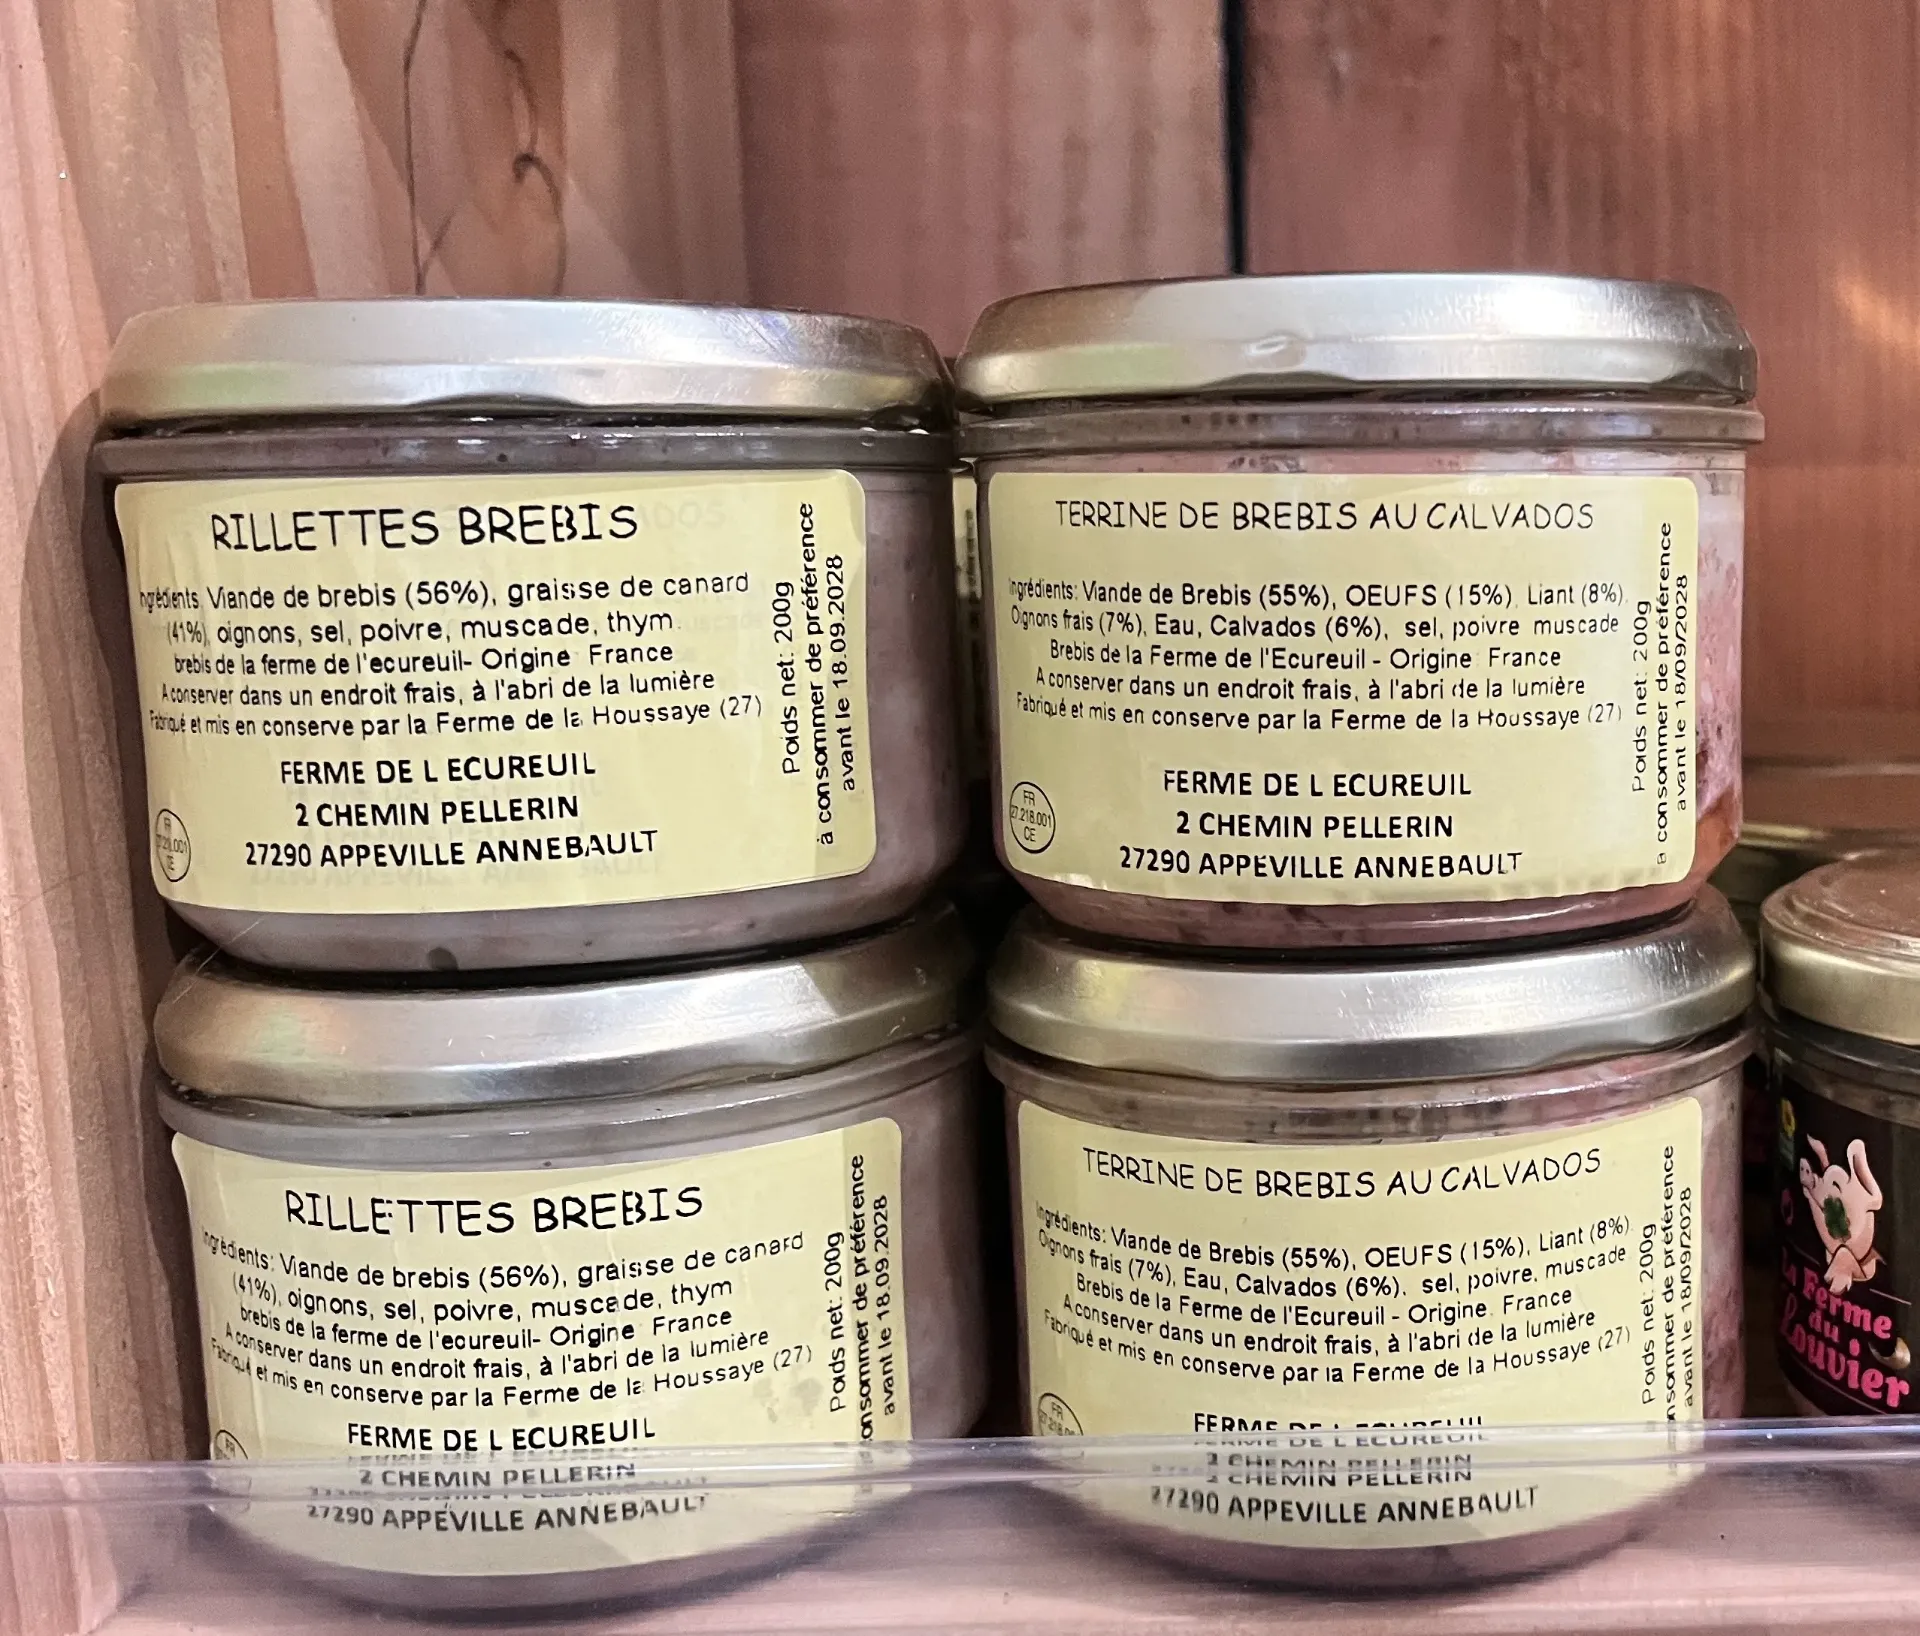 RILLETTES BREBIS
Ingrédients: Viande de brebis (56%), graisse de canard
(41%), oignons, sel, poivre, muscade, thym
brebis de la ferme de l'ecureuil- Origine France
A conserver dans un endroit frais, à l'abri de la lumière
Fabriqué et mis en conserve par la Ferme de la Houssaye (27)
FERME DE L ECUREUIL
2 CHEMIN PELLERIN
27290 APPEVILLE ANNEBAULT
Poids net: 200g
à consommer de préférence
avant le 18.09.2028
TERRINE DE BREBIS AU CALVADOS
Ingrédients: Viande de Brebis (55%), OEUFS (15%), Liant (8%),
Oignons frais (7%), Eau, Calvados (6%), sel, poivre muscade
Brebis de la Ferme de l'Ecureuil - Origine France
A conserver dans un endroit frais, à l'abri de la lumière
Fabriqué et mis en conserve par la Ferme de la Houssaye (27)
FERME DE L ECUREUIL
2 CHEMIN PELLERIN
27290 APPEVILLE ANNEBAULT
FR
27.218.001
CE
Poids net: 200g
à consommer de préférence
avant le 18/09/2028
RILLETTES BREBIS
Ingrédients: Viande de brebis (56%), graisse de canard
(41%), oignons, sel, poivre, muscade, thym
brebis de la ferme de l'ecureuil- Origine France
A conserver dans un endroit frais, à l'abri de la lumière
Fabriqué et mis en conserve par la Ferme de la Houssaye (27)
FERME DE L ECUREUIL
2 CHEMIN PELLERIN
27290 APPEVILLE ANNEBAULT
Poids net: 200g
consommer de préférence
avant le 18.09.2028
TERRINE DE BREBIS AU CALVADOS
Ingrédients: Viande de Brebis (55%), OEUFS (15%), Liant (8%),
Oignons frais (7%), Eau, Calvados (6%), sel, poivre, muscade
Brebis de la Ferme de l'Ecureuil - Origine France
A conserver dans un endroit frais, à l'abri de la lumière
Fabriqué et mis en conserve par la Ferme de la Houssaye (27)
FERME DE L ECUREUIL
2 CHEMIN PELLERIN
27290 APPEVILLE ANNEBAULT
Poids net: 200g
de préférence
avant le 18/09/2028
La Ferme
du
Louvier